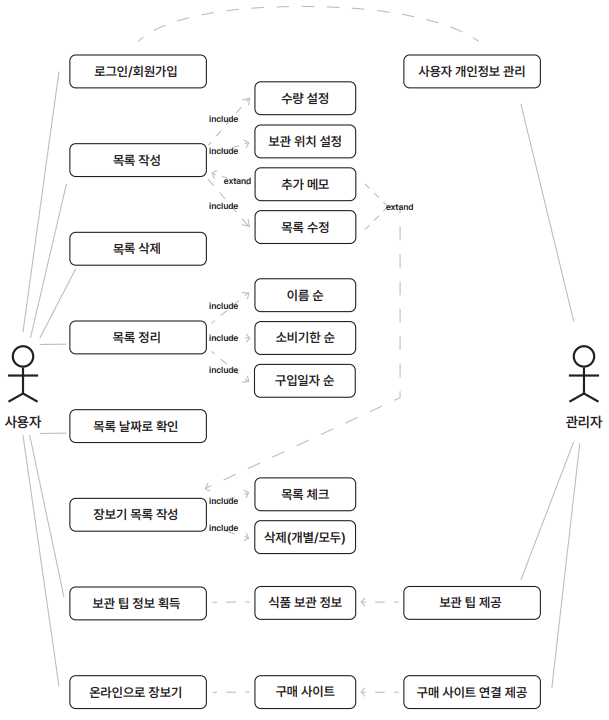 로그인/회원가입
사용자 개인정보 관리
수량 설정
include
보관 위치 설정
include
목록 작성
추가 메모
extand
include
목록 수정
extand
목록 삭제
이름 순
include
목록 정리
include
소비기한 순
include
구입일자 순
사용자
관리자
목록 날짜로 확인
목록 체크
include
장보기 목록 작성
include
삭제(개별/모두)
보관 팁 정보 획득
식품 보관 정보
보관 팁 제공
온라인으로 장보기
구매 사이트
구매 사이트 연결 제공